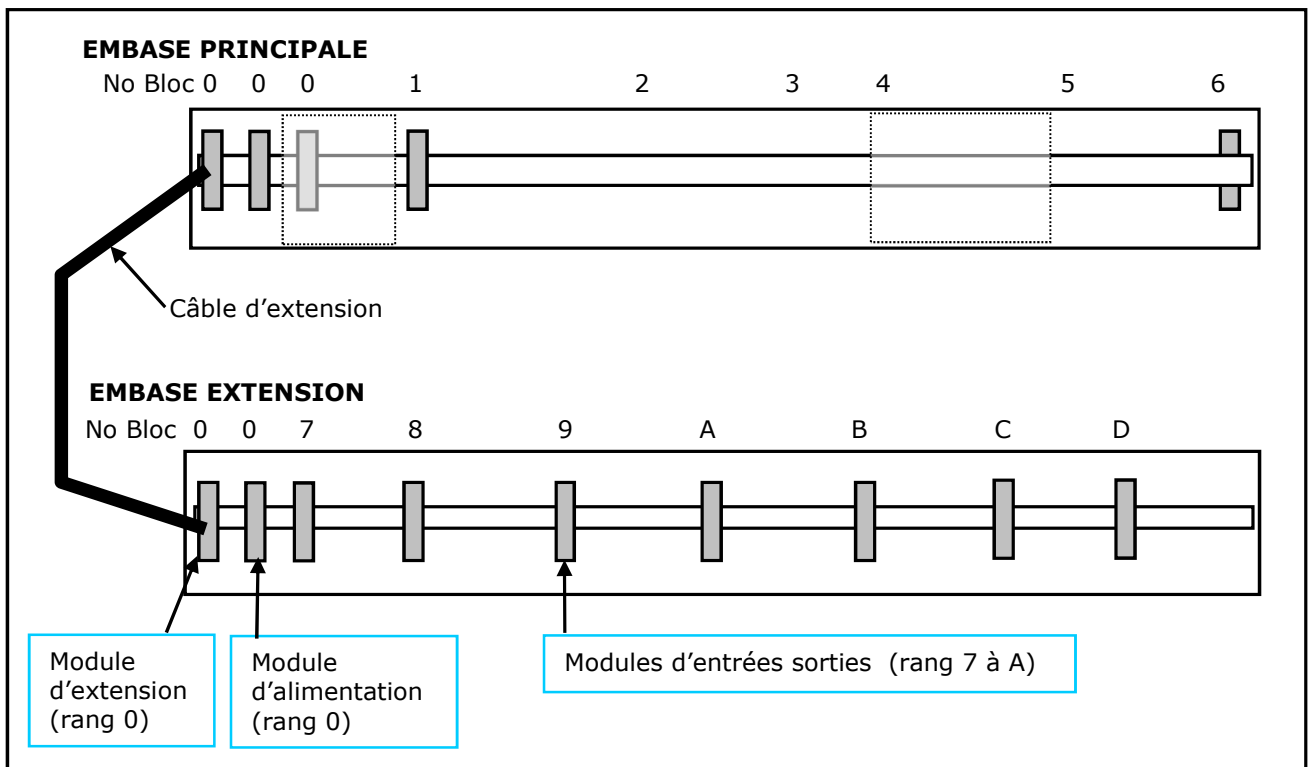 EMBASE PRINCIPALE
No Bloc 0 0 0 1 2 3 4 5 6
Câble d’extension
EMBASE EXTENSION
No Bloc 0 0 7 8 9 A B C D
Module
d’extension
(rang 0)
Module
d’alimentation
(rang 0)
Modules d’entrées sorties (rang 7 à A)